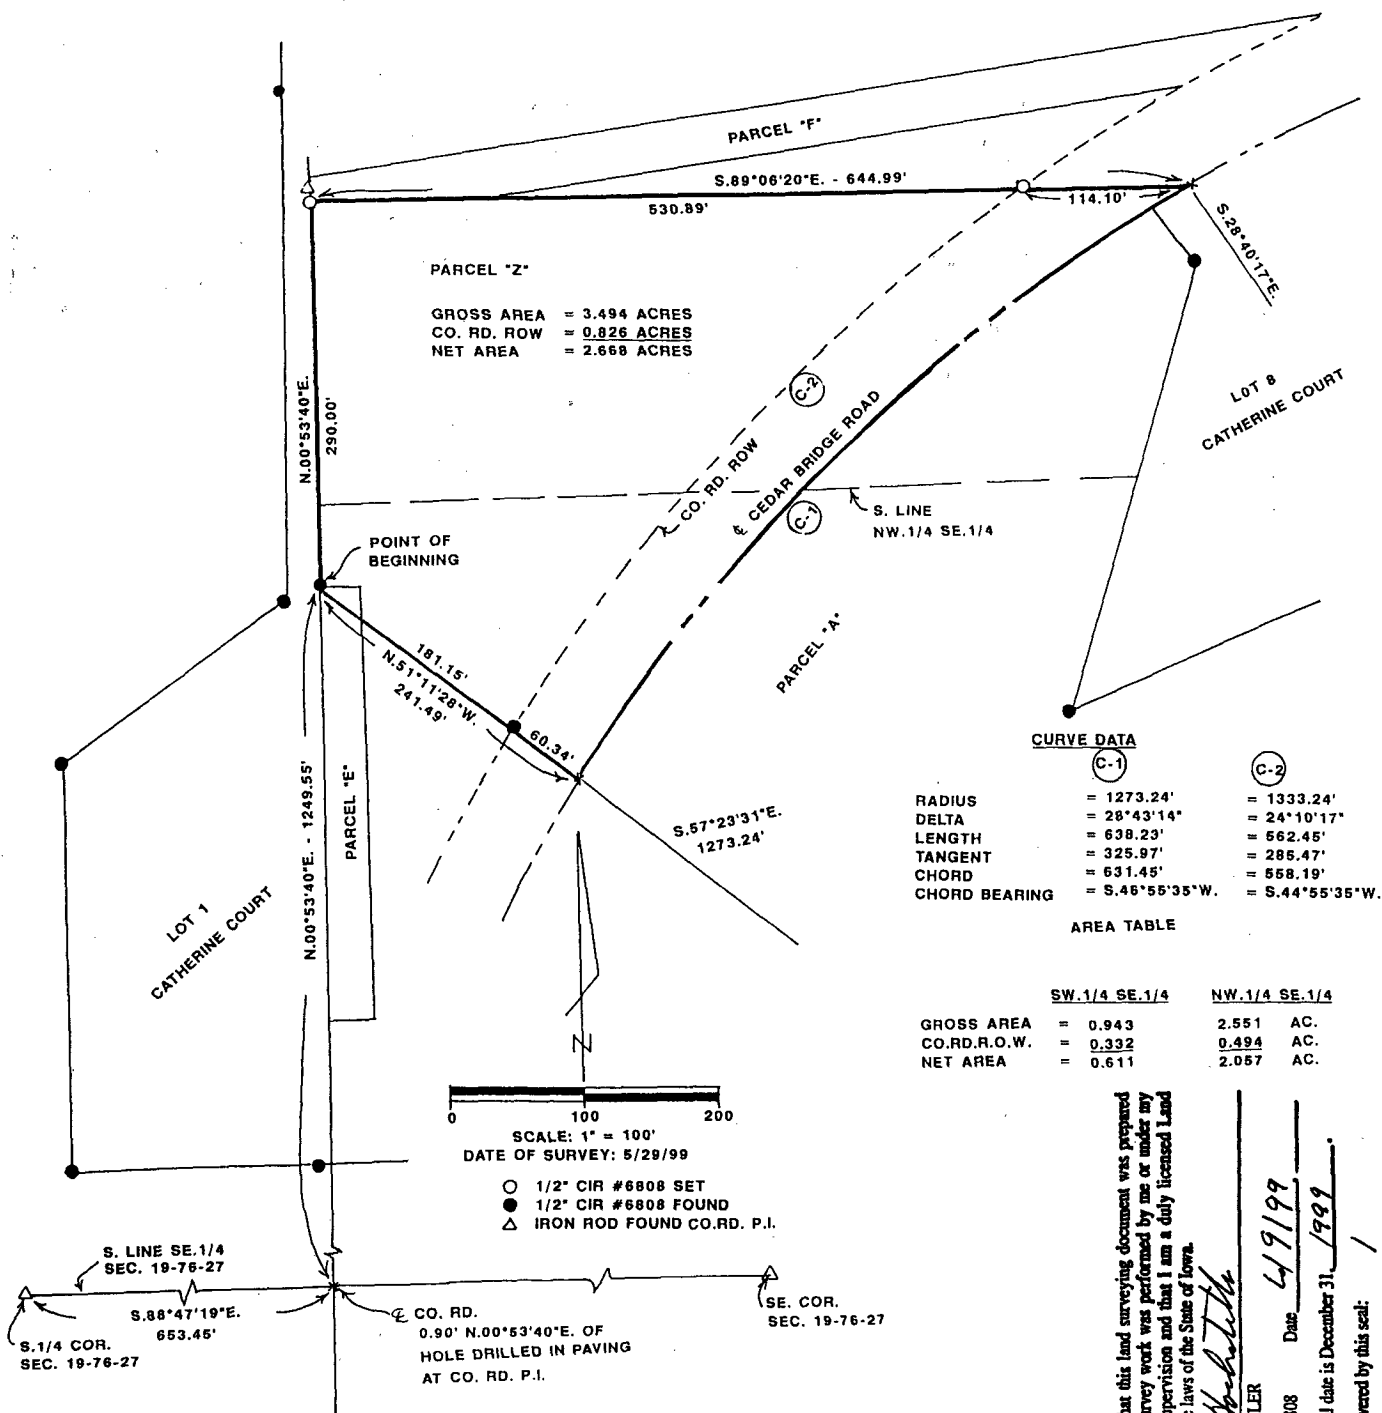 PARCEL "F"
S.89°06'20"E. - 644.99'
530.89'
114.10'
S.28°40'17"E.
PARCEL "Z"
GROSS AREA = 3.494 ACRES
CO. RD. ROW = 0.826 ACRES
NET AREA = 2.668 ACRES
N.00°53'40"E.
290.00'
C-2
LOT 8
CATHERINE COURT
CO. RD. ROW
℄ CEDAR BRIDGE ROAD
C-1
S. LINE
NW.1/4 SE.1/4
POINT OF
BEGINNING
181.15'
N.51°11'28"W.
241.49'
60.34'
PARCEL "A"
S.57°23'31"E.
1273.24'
N.00°53'40"E. - 1249.55'
PARCEL "E"
LOT 1
CATHERINE COURT
CURVE DATA
C-1 C-2
RADIUS = 1273.24' = 1333.24'
DELTA = 28°43'14" = 24°10'17"
LENGTH = 638.23' = 562.45'
TANGENT = 325.97' = 285.47'
CHORD = 631.45' = 558.19'
CHORD BEARING = S.46°55'35"W. = S.44°55'35"W.
AREA TABLE
SW.1/4 SE.1/4 NW.1/4 SE.1/4
GROSS AREA = 0.943 2.551 AC.
CO.RD.R.O.W. = 0.332 0.494 AC.
NET AREA = 0.611 2.057 AC.
N
0 100 200
SCALE: 1" = 100'
DATE OF SURVEY: 5/29/99
1/2" CIR #6808 SET
1/2" CIR #6808 FOUND
IRON ROD FOUND CO.RD. P.I.
S. LINE SE.1/4
SEC. 19-76-27
S.88°47'19"E.
653.45'
S.1/4 COR.
SEC. 19-76-27
℄ CO. RD.
0.90' N.00°53'40"E. OF
HOLE DRILLED IN PAVING
AT CO. RD. P.I.
SE. COR.
SEC. 19-76-27
at this land surveying document was prepared
rvey work was performed by me or under my
pervision and that I am a duly licensed Land
e laws of the State of Iowa.
LER
808 Date
l date is December 31, 1999.
vered by this seal: 1